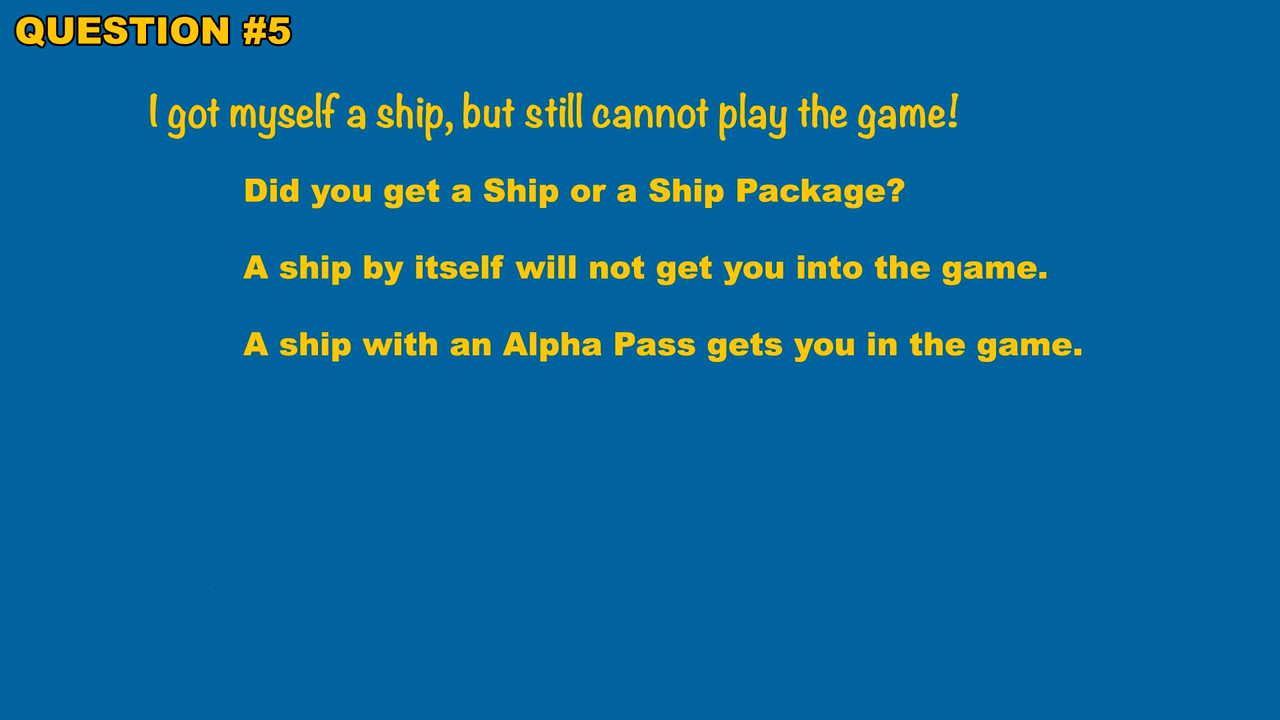 QUESTION #5
I got myself a ship, but still cannot play the game!
Did you get a Ship or a Ship Package?
A ship by itself will not get you into the game.
A ship with an Alpha Pass gets you in the game.